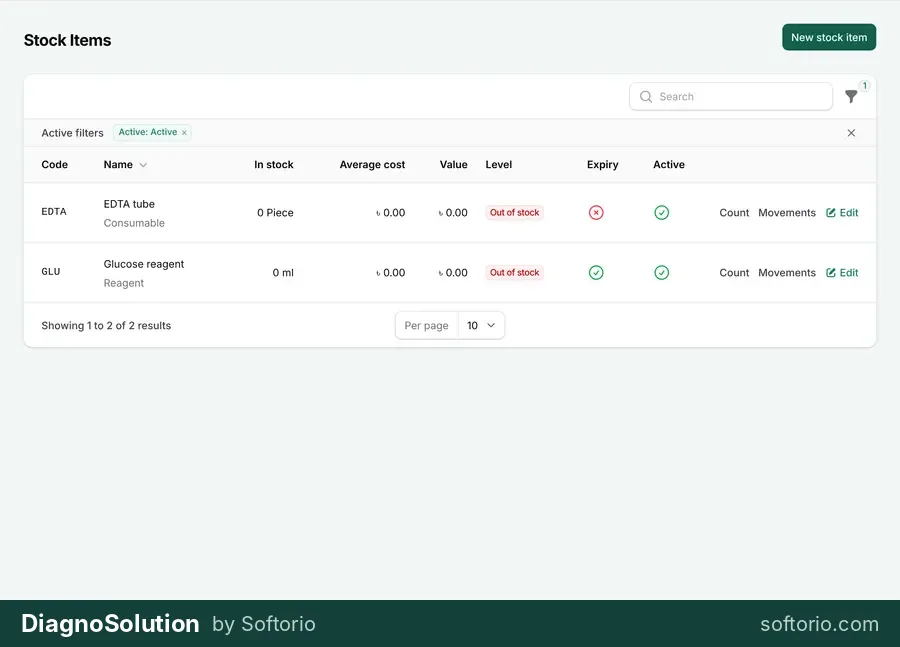 Stock Items
New stock item
Search
1
Active filters Active: Active ×
Code Name In stock Average cost Value Level Expiry Active
EDTA EDTA tube Consumable 0 Piece ৳ 0.00 ৳ 0.00 Out of stock Count Movements Edit
GLU Glucose reagent Reagent 0 ml ৳ 0.00 ৳ 0.00 Out of stock Count Movements Edit
Showing 1 to 2 of 2 results Per page 10
DiagnoSolution by Softorio softorio.com